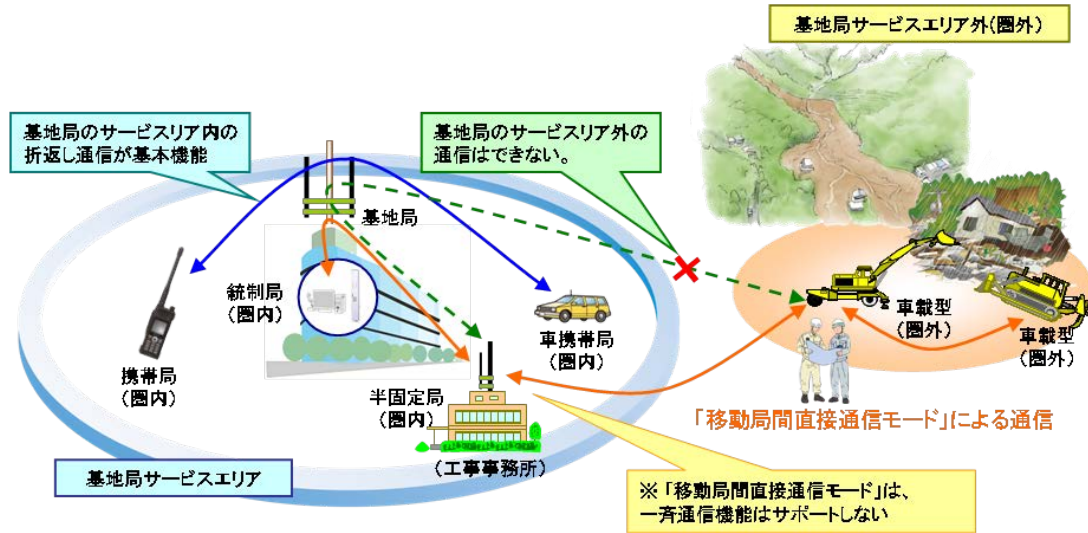 基地局サービスエリア外(圏外)
基地局のサービスリア内の
折返し通信が基本機能
基地局のサービスリア外の
通信はできない。
基地局
統制局
(圏内)
携帯局
(圏内)
車携帯局
(圏内)
半固定局
(圏内)
(工事事務所)
車載型
(圏外)
車載型
(圏外)
「移動局間直接通信モード」による通信
基地局サービスエリア
※「移動局間直接通信モード」は、
一斉通信機能はサポートしない